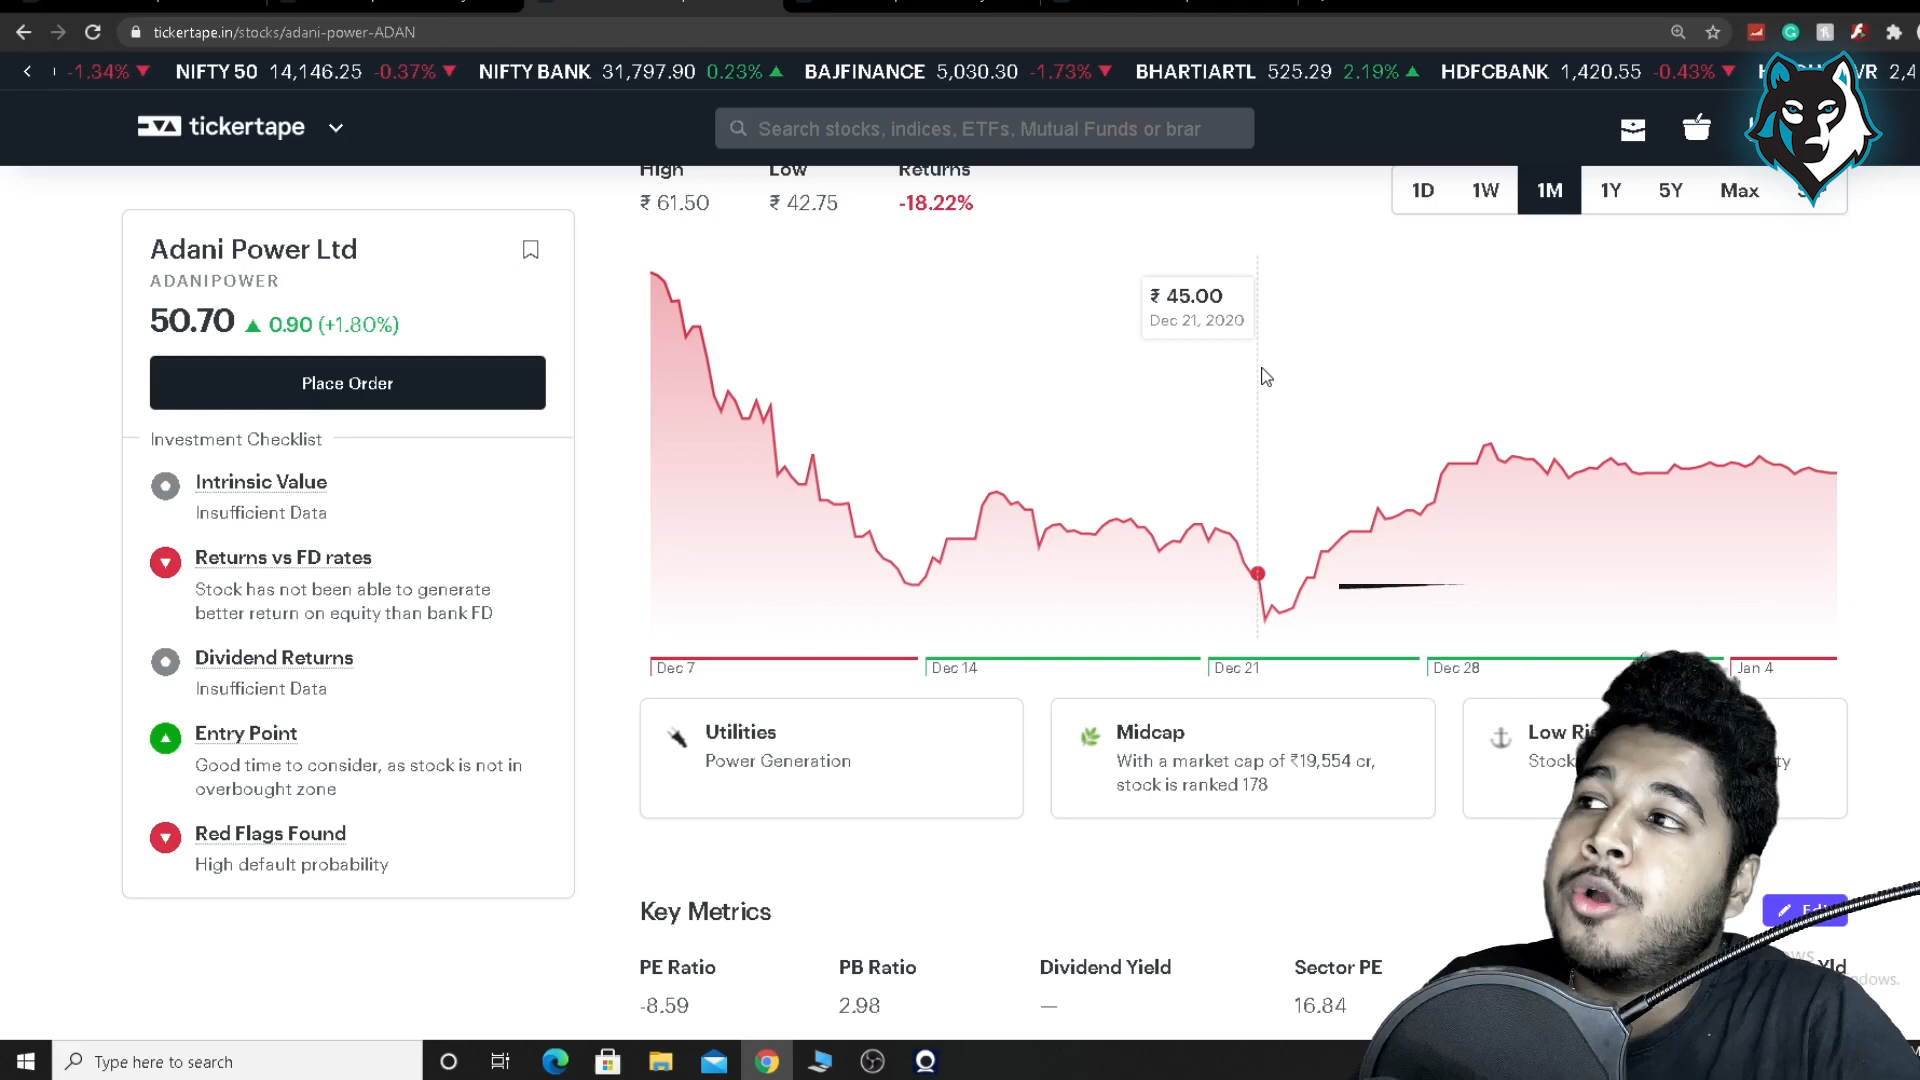 tickertape.in/stocks/adani-power-ADAN
-1.34% ▼ NIFTY 50 14,146.25 -0.37% ▼ NIFTY BANK 31,797.90 0.23% ▲ BAJFINANCE 5,030.30 -1.73% ▼ BHARTIARTL 525.29 2.19% ▲ HDFCBANK 1,420.55 -0.43% ▼
tickertape
Search stocks, indices, ETFs, Mutual Funds or brar
High Low Returns
₹ 61.50 ₹ 42.75 -18.22%
1D 1W 1M 1Y 5Y Max
Adani Power Ltd
ADANIPOWER
50.70 ▲ 0.90 (+1.80%)
Place Order
Investment Checklist
Intrinsic Value
Insufficient Data
Returns vs FD rates
Stock has not been able to generate
better return on equity than bank FD
Dividend Returns
Insufficient Data
Entry Point
Good time to consider, as stock is not in
overbought zone
Red Flags Found
High default probability
₹ 45.00
Dec 21, 2020
Dec 7 Dec 14 Dec 21 Dec 28 Jan 4
Utilities
Power Generation
Midcap
With a market cap of ₹19,554 cr,
stock is ranked 178
Low
Stock
Key Metrics
PE Ratio PB Ratio Dividend Yield Sector PE
-8.59 2.98 — 16.84
Type here to search